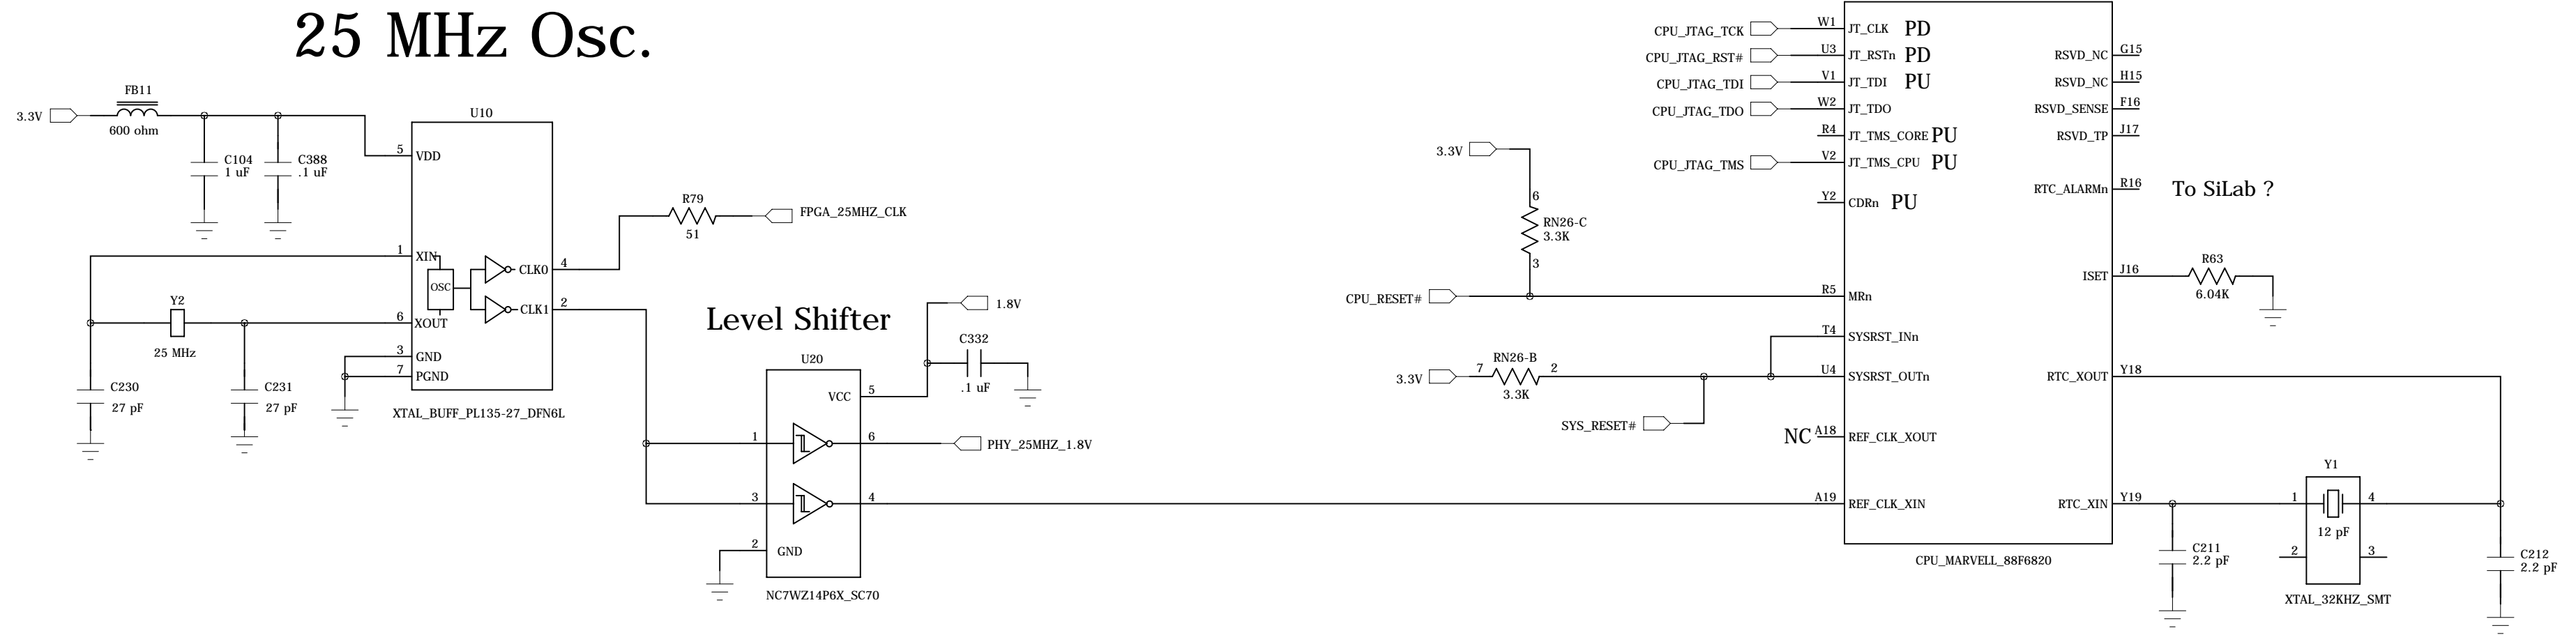 25 MHz Osc.
FB11
3.3V
600 ohm
C104
1 uF
C388
.1 uF
U10
5
VDD
1
XIN
OSC
CLK0
4
CLK1
2
6
XOUT
3
GND
7
PGND
XTAL_BUFF_PL135-27_DFN6L
Y2
25 MHz
C230
27 pF
C231
27 pF
R79
51
FPGA_25MHZ_CLK
Level Shifter
1.8V
C332
.1 uF
U20
VCC
5
1
6
PHY_25MHZ_1.8V
3
4
2
GND
NC7WZ14P6X_SC70
3.3V
6
RN26-C
3.3K
3
CPU_RESET#
3.3V
7
RN26-B
2
3.3K
SYS_RESET#
CPU_JTAG_TCK
W1
JT_CLK
PD
CPU_JTAG_RST#
U3
JT_RSTn
PD
CPU_JTAG_TDI
V1
JT_TDI
PU
CPU_JTAG_TDO
W2
JT_TDO
R4
JT_TMS_CORE
PU
CPU_JTAG_TMS
V2
JT_TMS_CPU
PU
Y2
CDRn
PU
R5
MRn
T4
SYSRST_INn
U4
SYSRST_OUTn
NC
A18
REF_CLK_XOUT
A19
REF_CLK_XIN
RSVD_NC
G15
RSVD_NC
H15
RSVD_SENSE
F16
RSVD_TP
J17
RTC_ALARMn
R16
To SiLab ?
ISET
J16
R63
6.04K
RTC_XOUT
Y18
RTC_XIN
Y19
CPU_MARVELL_88F6820
Y1
1
4
12 pF
2
3
XTAL_32KHZ_SMT
C211
2.2 pF
C212
2.2 pF